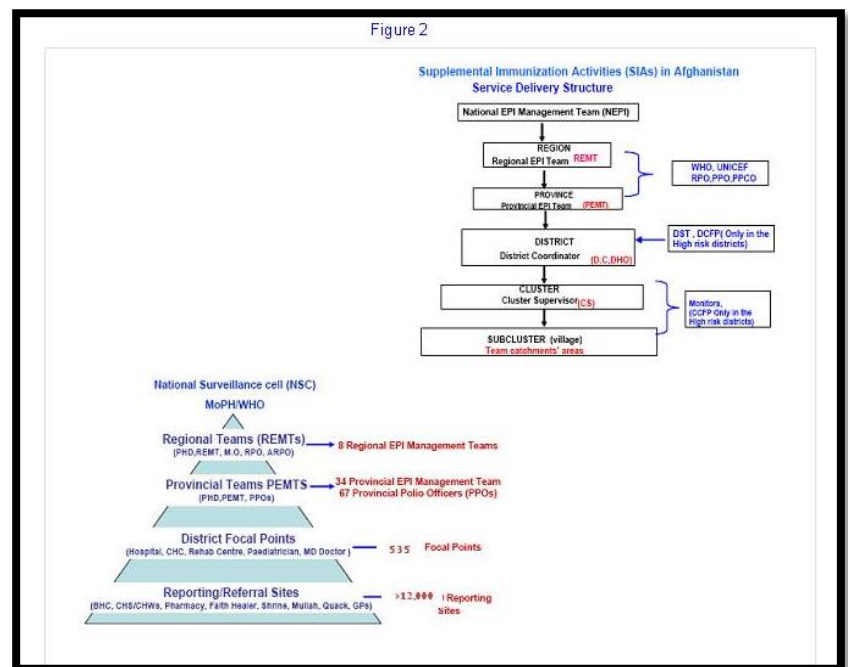 Figure 2
Supplemental Immunization Activities (SIAs) in Afghanistan
Service Delivery Structure
National EPI Management Team (NEPI)
REGION
Regional EPI Team REMT
WHO, UNICEF
RPO,PPO,PPCO
PROVINCE
Provincial EPI Team (PEMT)
DISTRICT
District Coordinator (D.C,DHO)
DST , DCFP( Only in the
High risk districts)
CLUSTER
Cluster Supervisor(CS)
Monitors,
(CCFP Only in the
High risk districts)
SUBCLUSTER (village)
Team catchments' areas
National Surveillance cell (NSC)
MoPH/WHO
Regional Teams (REMTs)
(PHD,REMT, M.O, RPO, ARPO)
8 Regional EPI Management Teams
Provincial Teams PEMTS
(PHD,PEMT, PPOs)
34 Provincial EPI Management Team
67 Provincial Polio Officers (PPOs)
District Focal Points
(Hospital, CHC, Rehab Centre, Paediatrician, MD Doctor )
535 Focal Points
Reporting/Referral Sites
(BHC, CHS/CHWs, Pharmacy, Faith Healer, Shrine, Mullah, Quack, GPs)
>12,000 Reporting
Sites